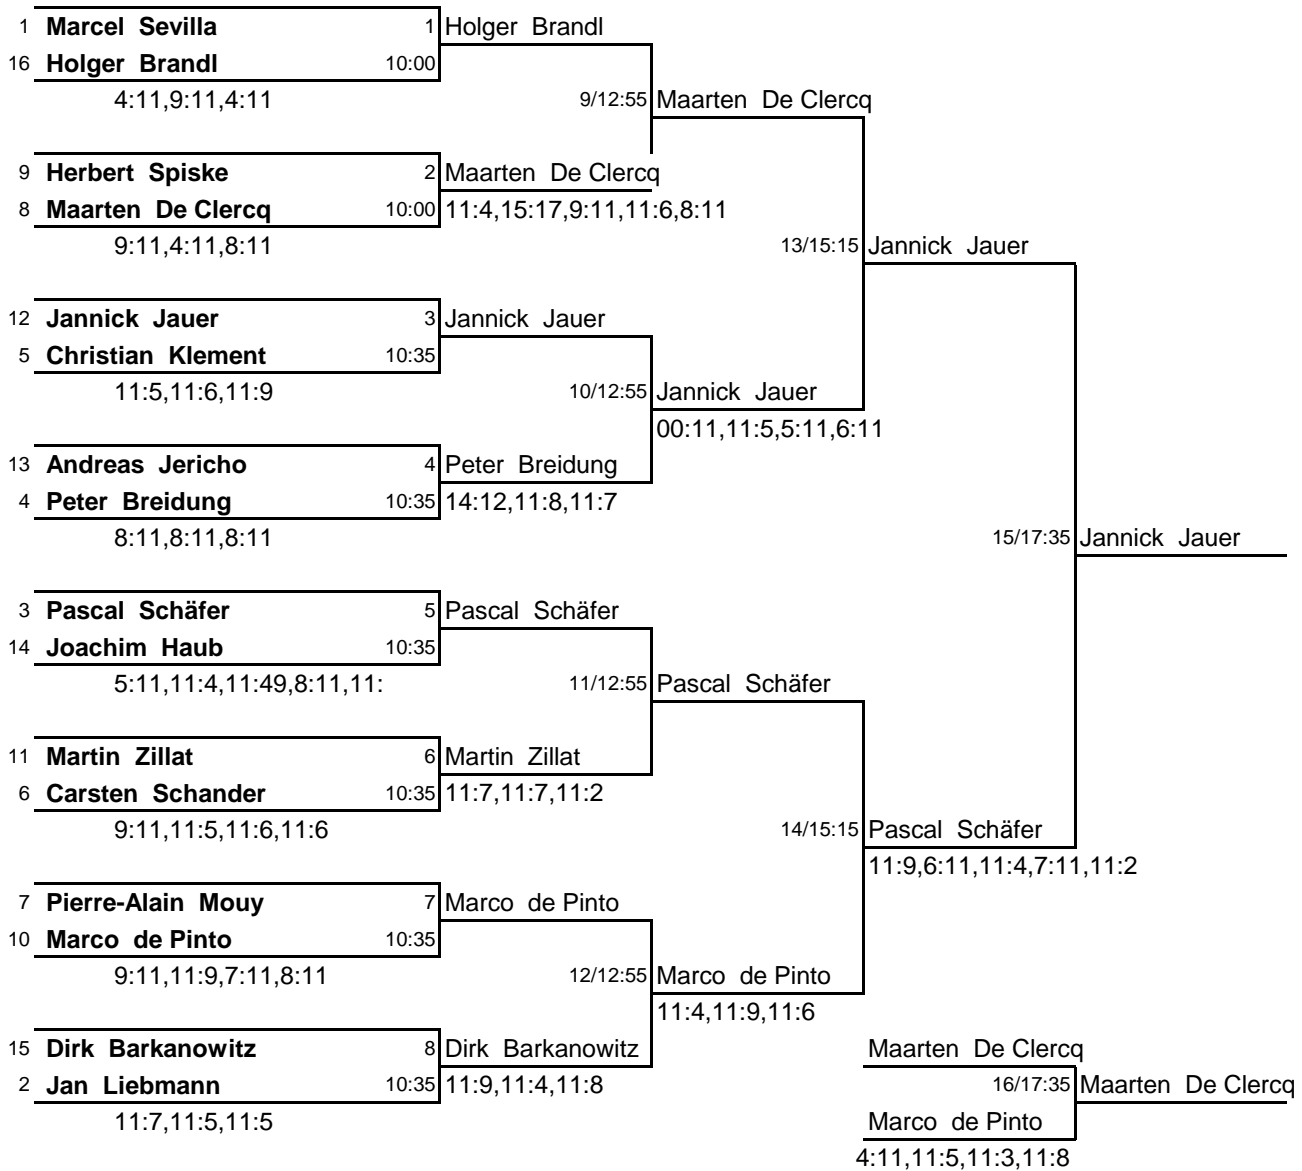 1 Marcel Sevilla 1 Holger Brandl
16 Holger Brandl 10:00
4:11,9:11,4:11 9/12:55 Maarten De Clercq
9 Herbert Spiske 2 Maarten De Clercq
8 Maarten De Clercq 10:00 11:4,15:17,9:11,11:6,8:11
9:11,4:11,8:11 13/15:15 Jannick Jauer
12 Jannick Jauer 3 Jannick Jauer
5 Christian Klement 10:35
11:5,11:6,11:9 10/12:55 Jannick Jauer
00:11,11:5,5:11,6:11
13 Andreas Jericho 4 Peter Breidung
4 Peter Breidung 10:35 14:12,11:8,11:7
8:11,8:11,8:11 15/17:35 Jannick Jauer
3 Pascal Schäfer 5 Pascal Schäfer
14 Joachim Haub 10:35
5:11,11:4,11:49,8:11,11: 11/12:55 Pascal Schäfer
11 Martin Zillat 6 Martin Zillat
6 Carsten Schander 10:35 11:7,11:7,11:2
9:11,11:5,11:6,11:6 14/15:15 Pascal Schäfer
11:9,6:11,11:4,7:11,11:2
7 Pierre-Alain Mouy 7 Marco de Pinto
10 Marco de Pinto 10:35
9:11,11:9,7:11,8:11 12/12:55 Marco de Pinto
11:4,11:9,11:6
15 Dirk Barkanowitz 8 Dirk Barkanowitz Maarten De Clercq
2 Jan Liebmann 10:35 11:9,11:4,11:8 16/17:35 Maarten De Clercq
11:7,11:5,11:5 Marco de Pinto
4:11,11:5,11:3,11:8